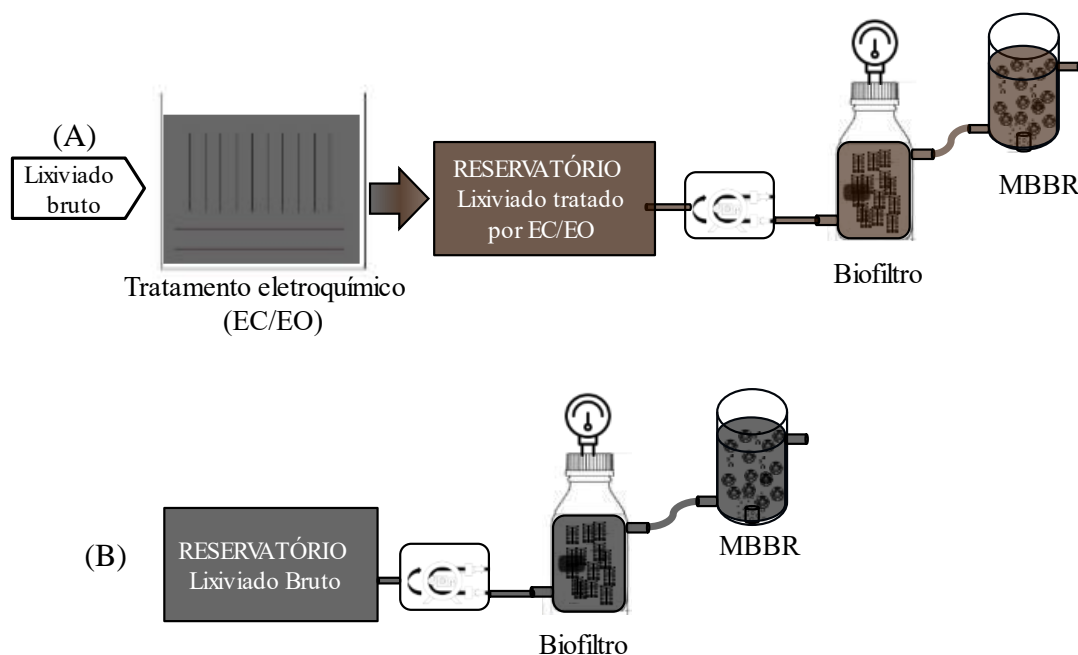 (A)
Lixiviado
bruto
Tratamento eletroquímico
(EC/EO)
RESERVATÓRIO
Lixiviado tratado
por EC/EO
Biofiltro
MBBR
(B)
RESERVATÓRIO
Lixiviado Bruto
Biofiltro
MBBR